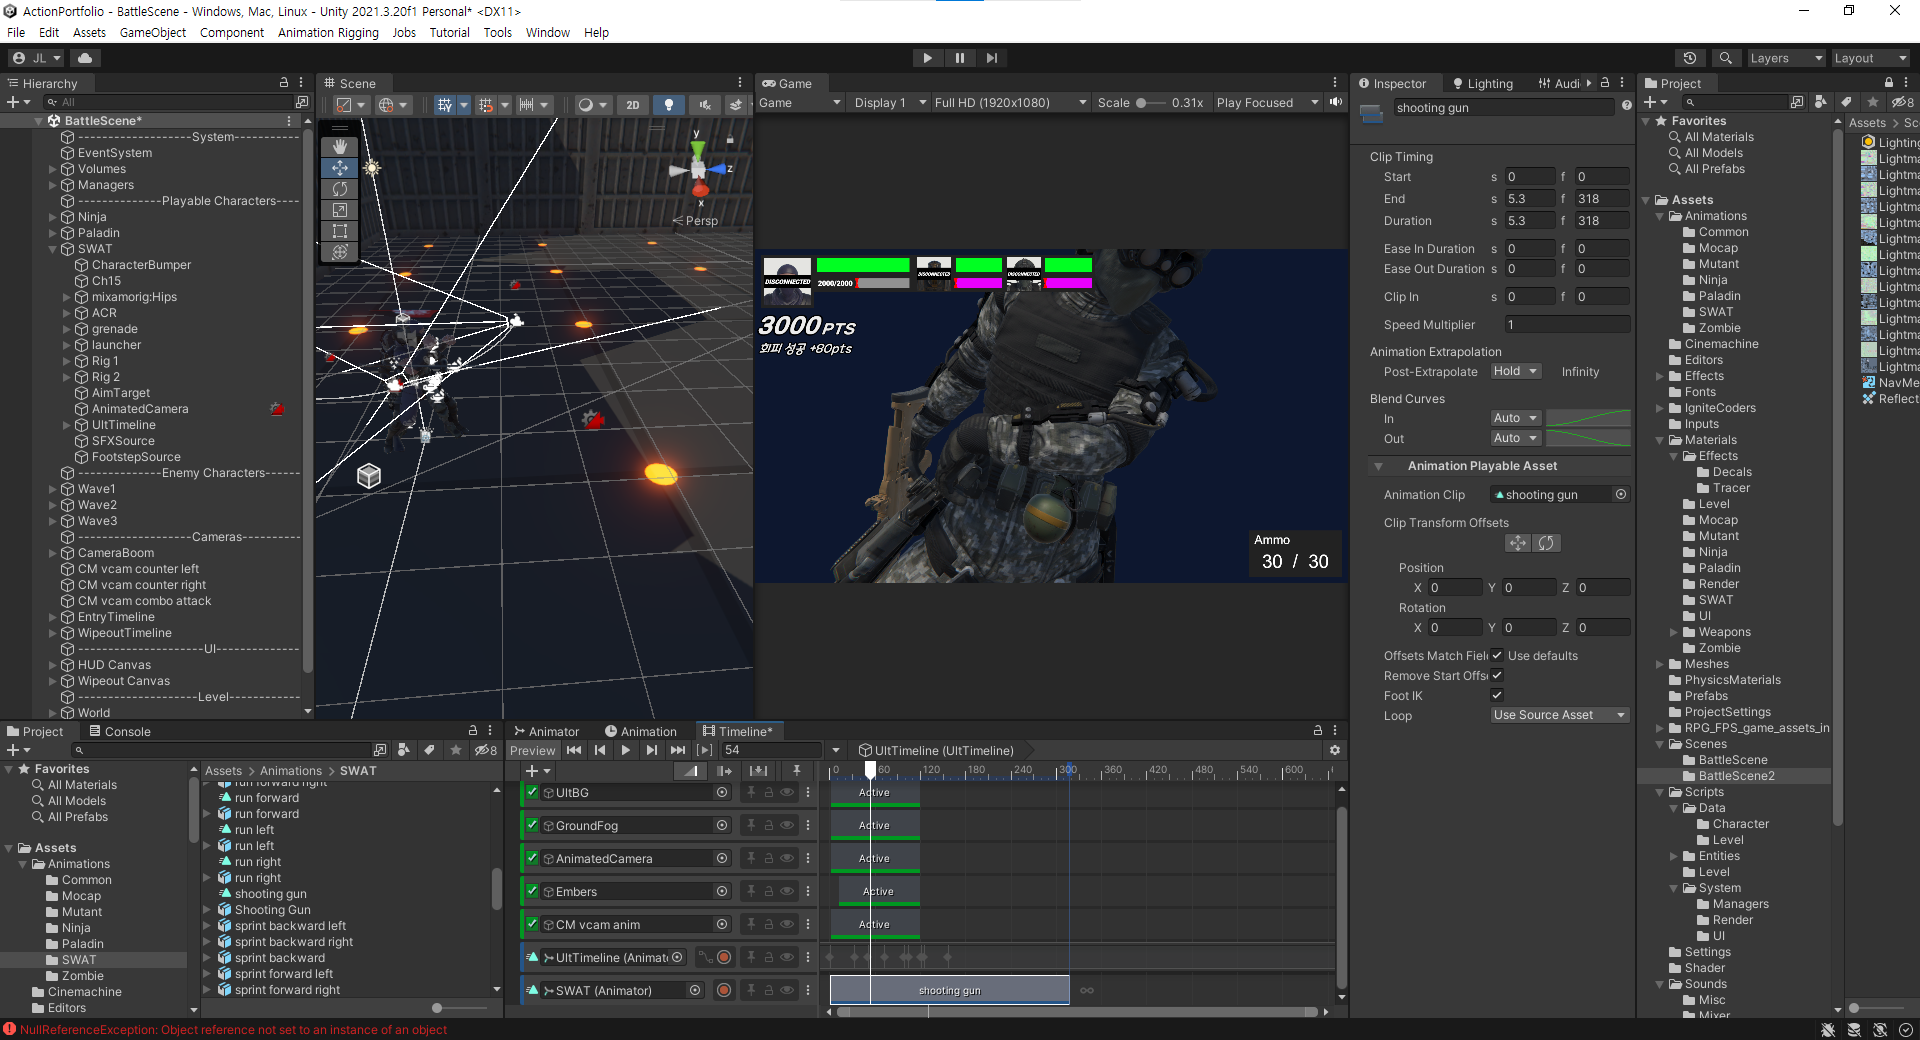 ActionPortfolio - BattleScene - Windows, Mac, Linux - Unity 2021.3.20f1 Personal* <DX11>
File Edit Assets GameObject Component Animation Rigging Jobs Tutorial Tools Window Help
JL Layers Layout
Hierarchy
All
BattleScene*
--------------------System--------------------
EventSystem
Volumes
Managers
---------------Playable Characters----
Ninja
Paladin
SWAT
CharacterBumper
Ch15
mixamorig:Hips
ACR
grenade
launcher
Rig 1
Rig 2
AimTarget
AnimatedCamera
UltTimeline
SFXSource
FootstepSource
---------------Enemy Characters-------
Wave1
Wave2
Wave3
--------------------Cameras-----------
CameraBoom
CM vcam counter left
CM vcam counter right
CM vcam combo attack
EntryTimeline
WipeoutTimeline
----------------------UI---------------
HUD Canvas
Wipeout Canvas
---------------------Level-------------
World
Scene
2D
y
z
x
Persp
Game
Game Display 1 Full HD (1920x1080) Scale 0.31x Play Focused
DISCONNECTED
2000/2000
DISCONNECTED
DISCONNECTED
3000 PTS
회피 성공 +90pts
Ammo
30 / 30
Inspector Lighting Audi
shooting gun
Clip Timing
Start s 0 f 0
End s 5.3 f 318
Duration s 5.3 f 318
Ease In Duration s 0 f 0
Ease Out Duration s 0 f 0
Clip In s 0 f 0
Speed Multiplier 1
Animation Extrapolation
Post-Extrapolate Hold Infinity
Blend Curves
In Auto
Out Auto
Animation Playable Asset
Animation Clip shooting gun
Clip Transform Offsets
Position
X 0 Y 0 Z 0
Rotation
X 0 Y 0 Z 0
Offsets Match Fiel Use defaults
Remove Start Offs
Foot IK
Loop Use Source Asset
Project
8
Favorites
All Materials
All Models
All Prefabs
Assets
Animations
Common
Mocap
Mutant
Ninja
Paladin
SWAT
Zombie
Cinemachine
Editors
Effects
Fonts
IgniteCoders
Inputs
Materials
Effects
Decals
Tracer
Level
Mocap
Mutant
Ninja
Paladin
Render
SWAT
UI
Weapons
Zombie
Meshes
PhysicsMaterials
Prefabs
ProjectSettings
RPG_FPS_game_assets_in
Scenes
BattleScene
BattleScene2
Scripts
Data
Character
Level
Entities
Level
System
Managers
Render
UI
Settings
Shader
Sounds
Misc
Mixer
Assets > Sc
Lighting
Lightma
Lightma
Lightma
Lightma
Lightma
Lightma
Lightma
Lightma
Lightma
Lightma
Lightma
Lightma
Lightma
Lightma
NavMe
Reflect
Project Console
8
Favorites
All Materials
All Models
All Prefabs
Assets
Animations
Common
Mocap
Mutant
Ninja
Paladin
SWAT
Zombie
Cinemachine
Editors
Assets > Animations > SWAT
run forward right
run forward
run forward
run left
run left
run right
run right
shooting gun
Shooting Gun
sprint backward left
sprint backward right
sprint backward
sprint forward left
sprint forward right
Animator Animation Timeline*
Preview 54 UltTimeline (UltTimeline)
0 60 120 180 240 300 360 420 480 540 600
UltBG Active
GroundFog Active
AnimatedCamera Active
Embers Active
CM vcam anim Active
UltTimeline (Animat
SWAT (Animator) shooting gun
NullReferenceException: Object reference not set to an instance of an object